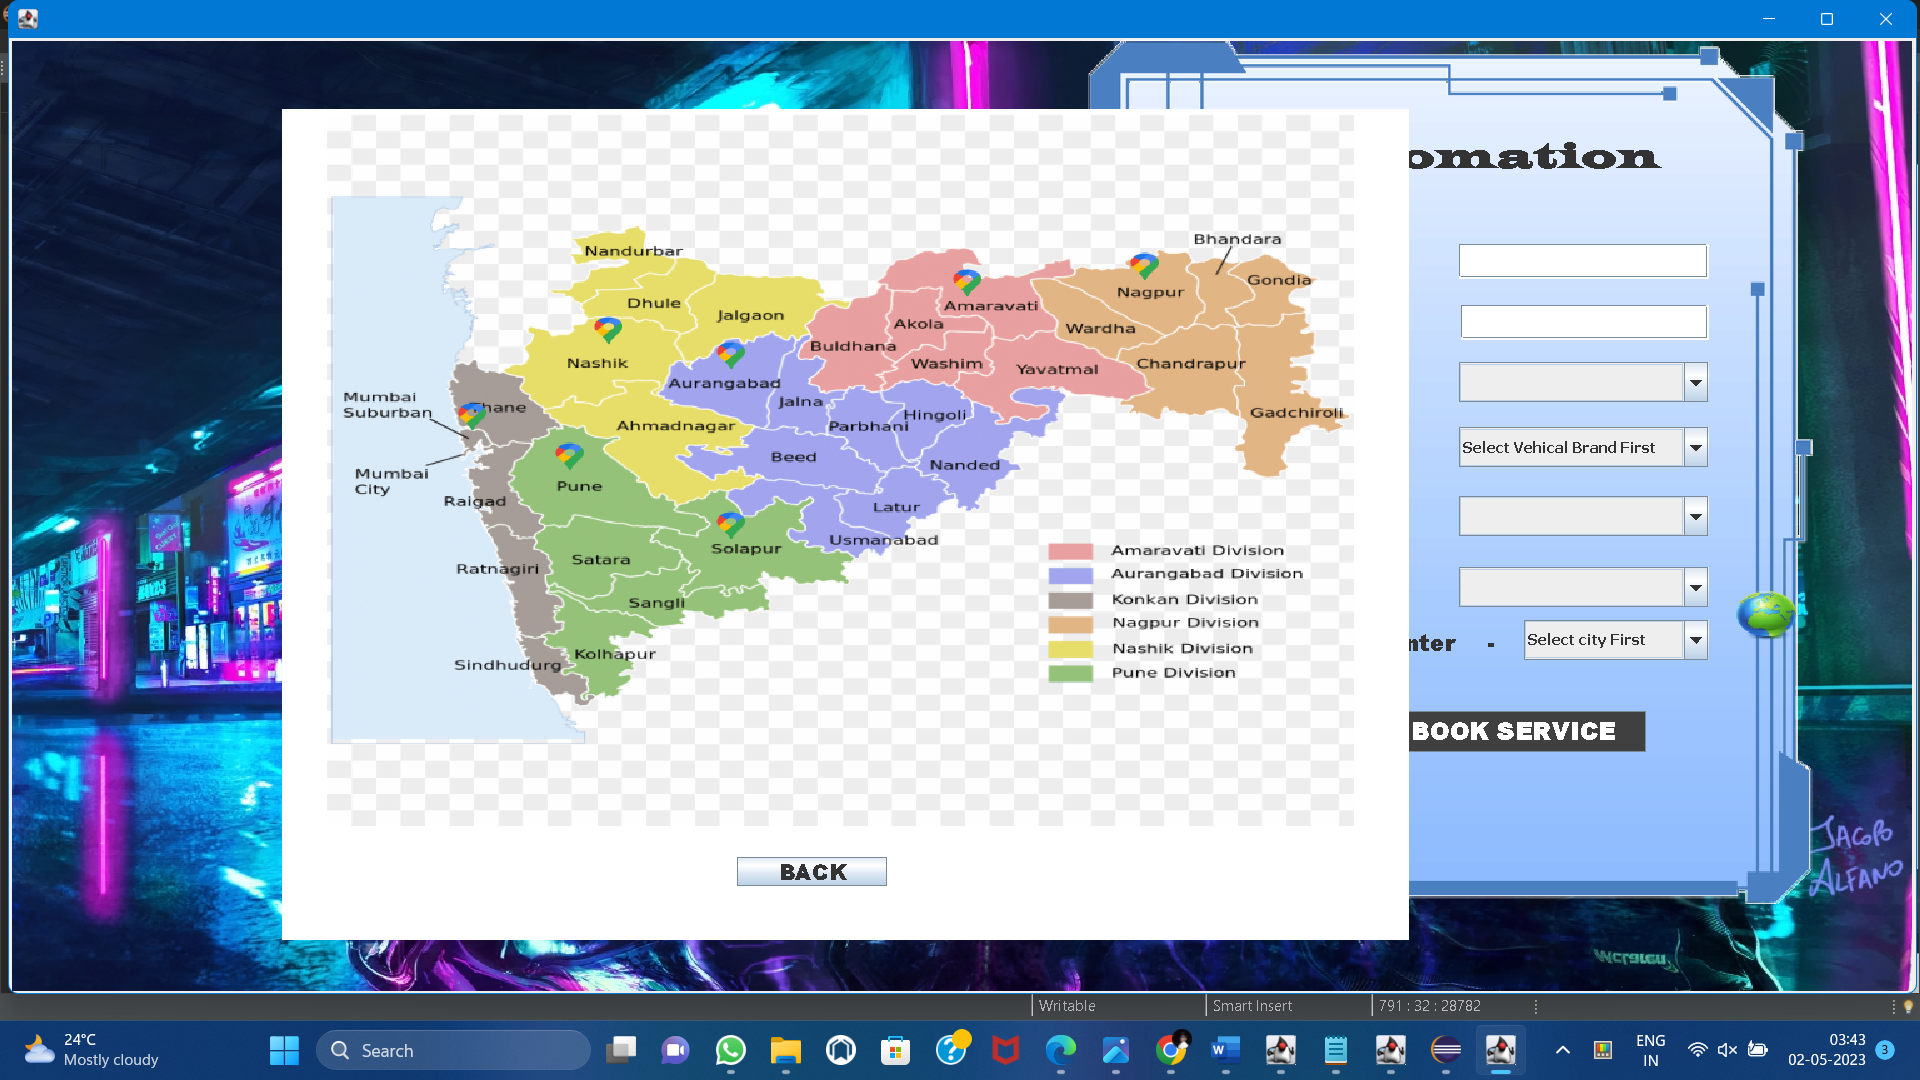 omation
Bhandara
Nandurbar
Gondia
Nagpur
Dhule
Amaravati
Jalgaon
Akola
Wardha
Buldhana
Nashik
Washim
Yavatmal
Chandrapur
Aurangabad
Mumbai
Suburban
Jalna
Hingoli
Gadchiroli
Ahmadnagar
Parbhani
Beed
Nanded
Mumbai
City
Pune
Raigad
Latur
Usmanabad
Solapur
Satara
Ratnagiri
Sangli
Kolhapur
Sindhudurg
Amaravati Division
Aurangabad Division
Konkan Division
Nagpur Division
Nashik Division
Pune Division
BACK
Select Vehical Brand First
nter - Select city First
BOOK SERVICE
JACOPO
ALFANO
McLaren
Writable
Smart Insert
791 : 32 : 28782
24°C
Mostly cloudy
Search
ENG
IN
03:43
02-05-2023
3